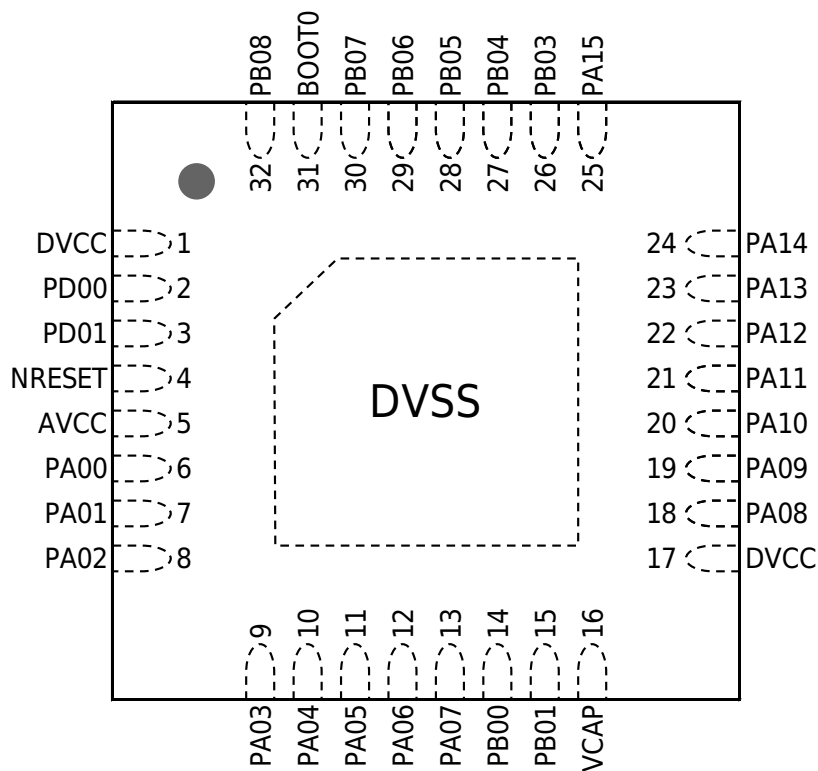 PB08
BOOT0
PB07
PB06
PB05
PB04
PB03
PA15
32
31
30
29
28
27
26
25
DVCC 1
PD00 2
PD01 3
NRESET 4
AVCC 5
PA00 6
PA01 7
PA02 8
DVSS
24 PA14
23 PA13
22 PA12
21 PA11
20 PA10
19 PA09
18 PA08
17 DVCC
9
10
11
12
13
14
15
16
PA03
PA04
PA05
PA06
PA07
PB00
PB01
VCAP